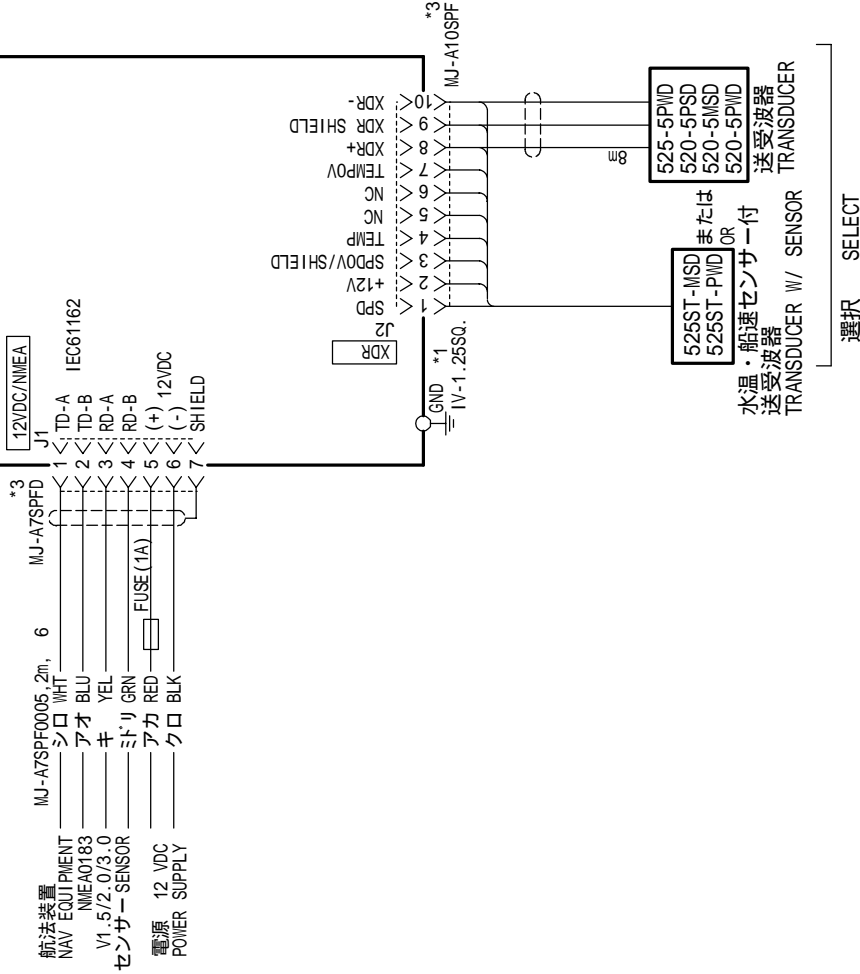 12VDC/NMEA
J1
*3
MJ-A7SPFD
1 TD-A
2 TD-B
3 RD-A
4 RD-B
5 (+)
6 (-)
7 SHIELD
IEC61162
12VDC
MJ-A7SPF0005,2m, 6
シロ WHT
アオ BLU
キ YEL
ミドリ GRN
アカ RED
クロ BLK
FUSE(1A)
航法装置
NAV EQUIPMENT
NMEA0183
V1.5/2.0/3.0
センサー SENSOR
電源 12 VDC
POWER SUPPLY
*3
MJ-A10SPF
XDR- 10
XDR SHIELD 9
XDR+ 8
TEMP0V 7
NC 6
NC 5
TEMP 4
SPD0V/SHIELD 3
+12V 2
SPD 1
J2
XDR
GND
*1
IV-1.25SQ.
8m
525-5PWD
520-5PSD
520-5MSD
520-5PWD
送受波器
TRANSDUCER
または
OR
525ST-MSD
525ST-PWD
水温・船速センサー付
送受波器
TRANSDUCER W/ SENSOR
選択 SELECT